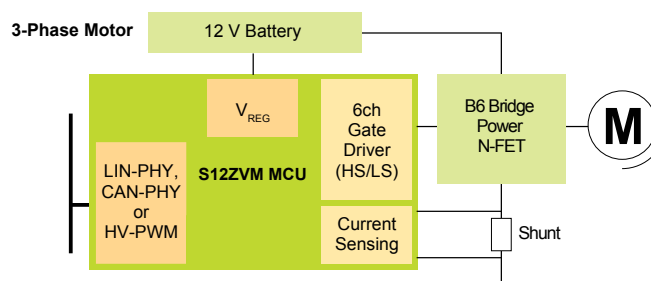 3-Phase Motor
12 V Battery
VREG
6ch
Gate
Driver
(HS/LS)
B6 Bridge
Power
N-FET
M
LIN-PHY,
CAN-PHY
or
HV-PWM
S12ZVM MCU
Current
Sensing
Shunt